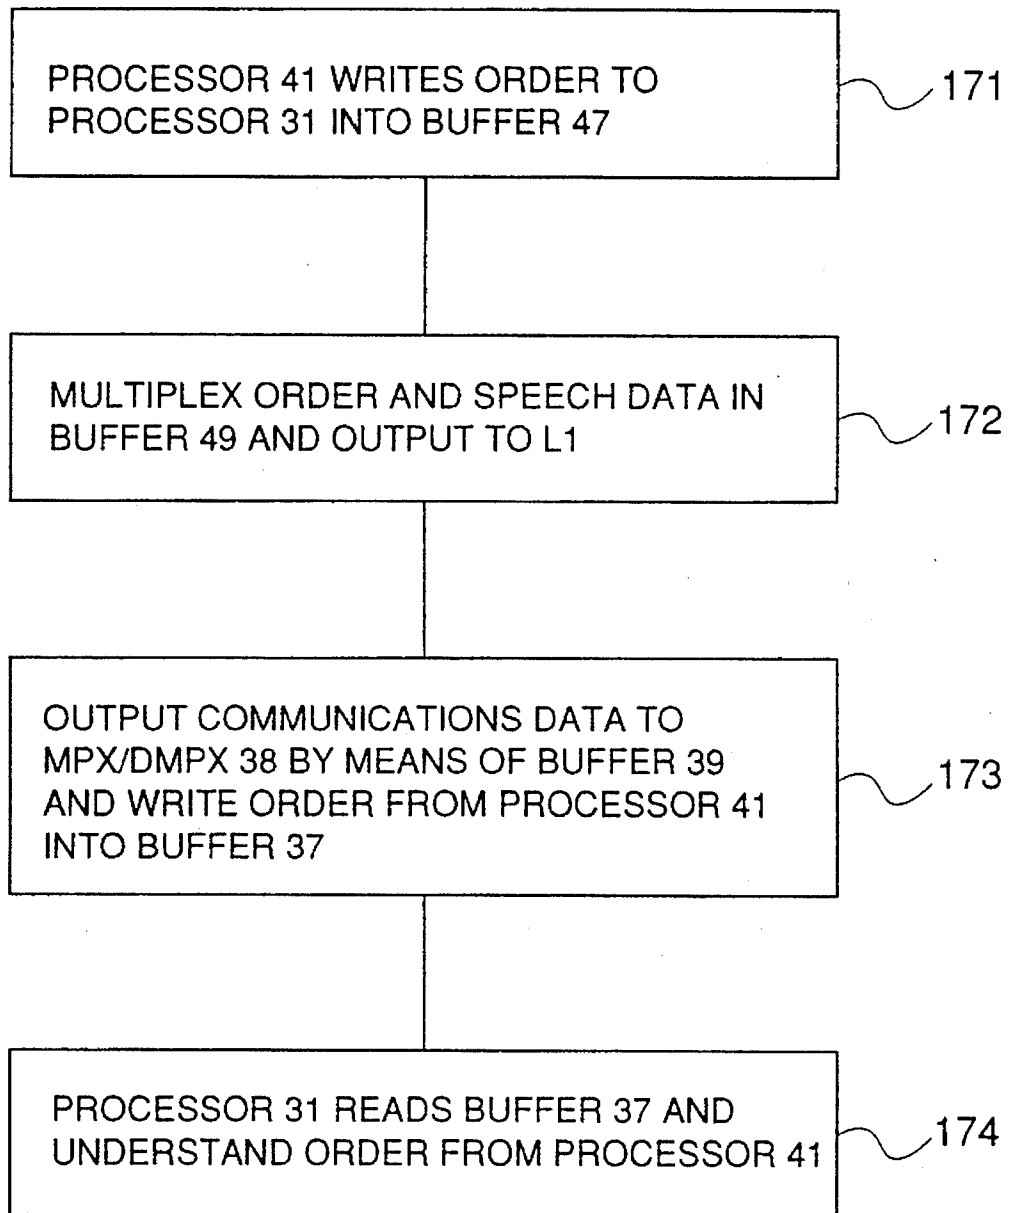 PROCESSOR 41 WRITES ORDER TO
PROCESSOR 31 INTO BUFFER 47
171
MULTIPLEX ORDER AND SPEECH DATA IN
BUFFER 49 AND OUTPUT TO L1
172
OUTPUT COMMUNICATIONS DATA TO
MPX/DMPX 38 BY MEANS OF BUFFER 39
AND WRITE ORDER FROM PROCESSOR 41
INTO BUFFER 37
173
PROCESSOR 31 READS BUFFER 37 AND
UNDERSTAND ORDER FROM PROCESSOR 41
174